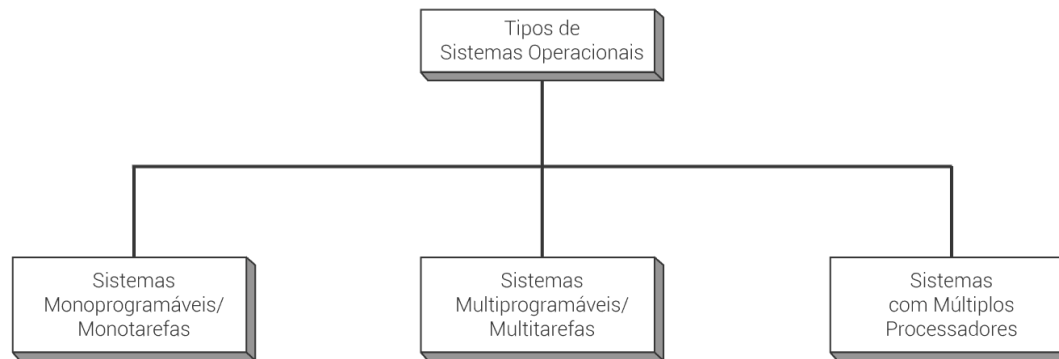 Tipos de
Sistemas Operacionais
Sistemas
Monoprogramáveis/
Monotarefas
Sistemas
Multiprogramáveis/
Multitarefas
Sistemas
com Múltiplos
Processadores